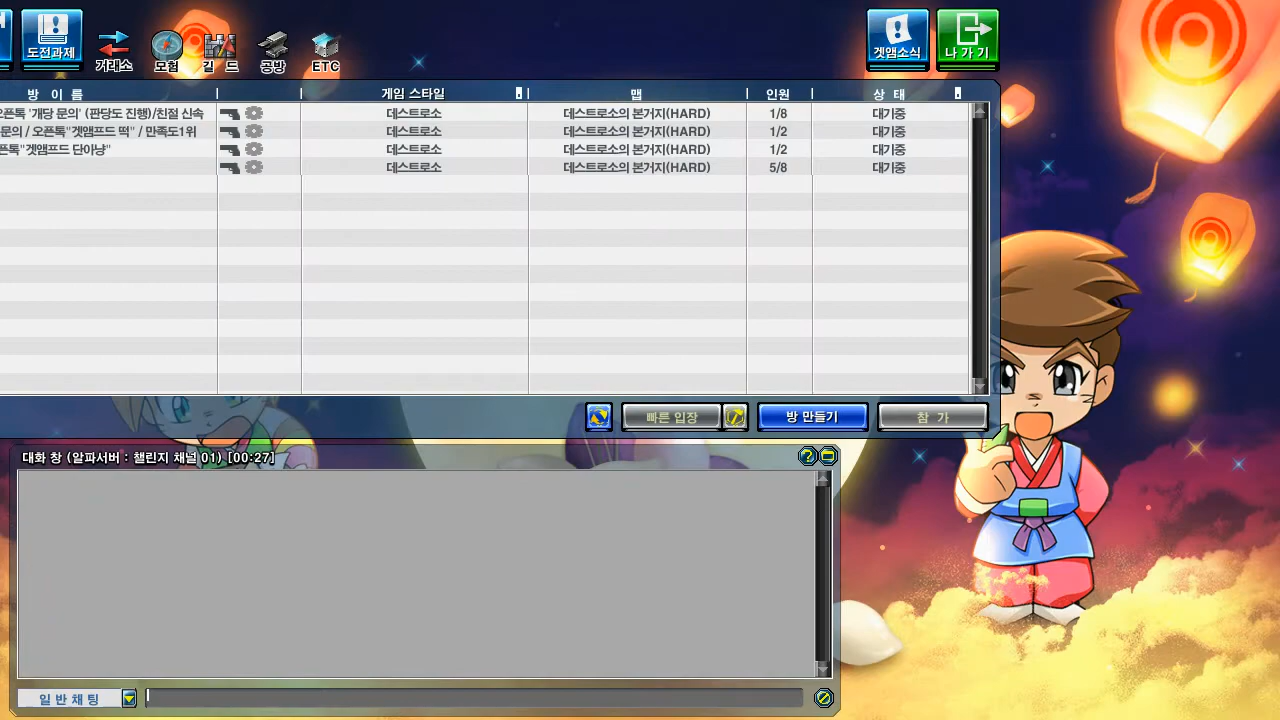 도전과제 거래소 모험 길 드 공방 ETC 겟앰소식 나 가 기
방 이 름 게임 스타일 맵 인원 상 태
오픈톡 '개당 문의' (판당도 진행)/친절 신속 데스트로소 데스트로소의 본거지(HARD) 1/8 대기중
문의 / 오픈톡"겟앰프드 떡" / 만족도1위 데스트로소 데스트로소의 본거지(HARD) 1/2 대기중
픈톡"겟앰프드 단아냥" 데스트로소 데스트로소의 본거지(HARD) 1/2 대기중
데스트로소 데스트로소의 본거지(HARD) 5/8 대기중
빠른 입장 방 만들기 참 가
대화 창 (알파서버 : 챌린지 채널 01) [00:27]
일 반 채 팅